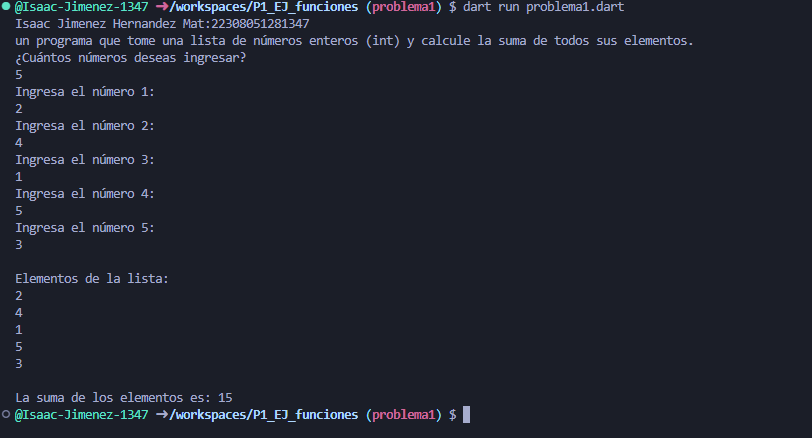 @Isaac-Jimenez-1347 ➜/workspaces/P1_EJ_funciones (problema1) $ dart run problema1.dart
Isaac Jimenez Hernandez Mat:22308051281347
un programa que tome una lista de números enteros (int) y calcule la suma de todos sus elementos.
¿Cuántos números deseas ingresar?
5
Ingresa el número 1:
2
Ingresa el número 2:
4
Ingresa el número 3:
1
Ingresa el número 4:
5
Ingresa el número 5:
3
Elementos de la lista:
2
4
1
5
3
La suma de los elementos es: 15
@Isaac-Jimenez-1347 ➜/workspaces/P1_EJ_funciones (problema1) $